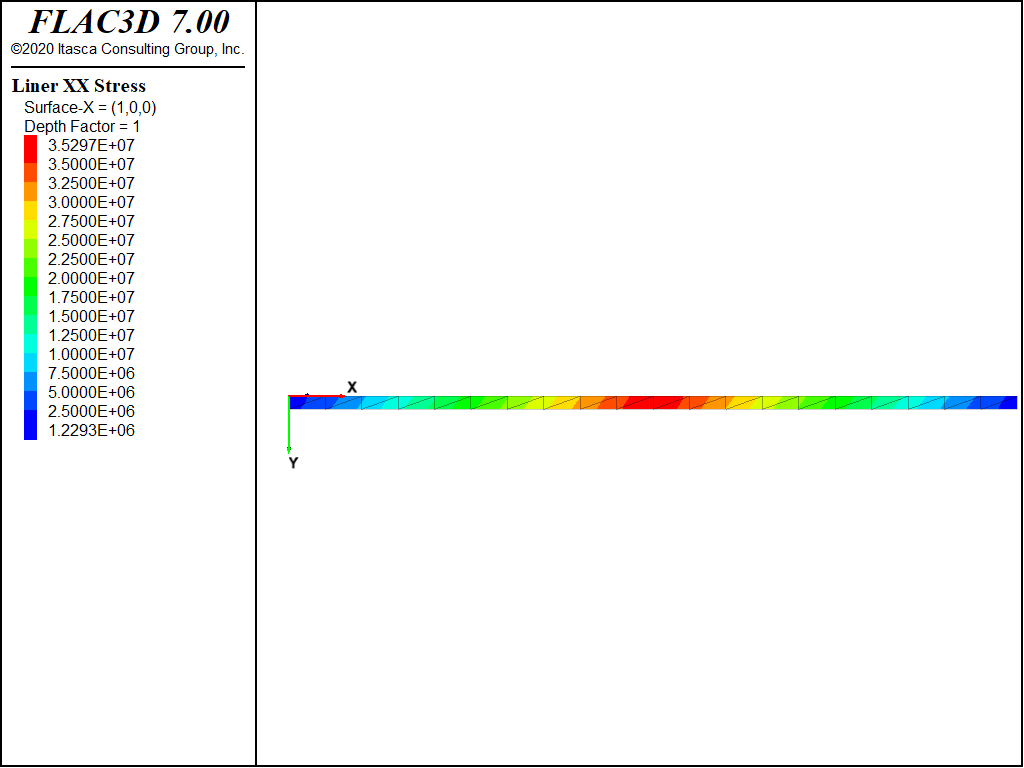 FLAC3D 7.00
©2020 Itasca Consulting Group, Inc.
Liner XX Stress
Surface-X = (1,0,0)
Depth Factor = 1
3.5297E+07
3.5000E+07
3.2500E+07
3.0000E+07
2.7500E+07
2.5000E+07
2.2500E+07
2.0000E+07
1.7500E+07
1.5000E+07
1.2500E+07
1.0000E+07
7.5000E+06
5.0000E+06
2.5000E+06
1.2293E+06
X
Y